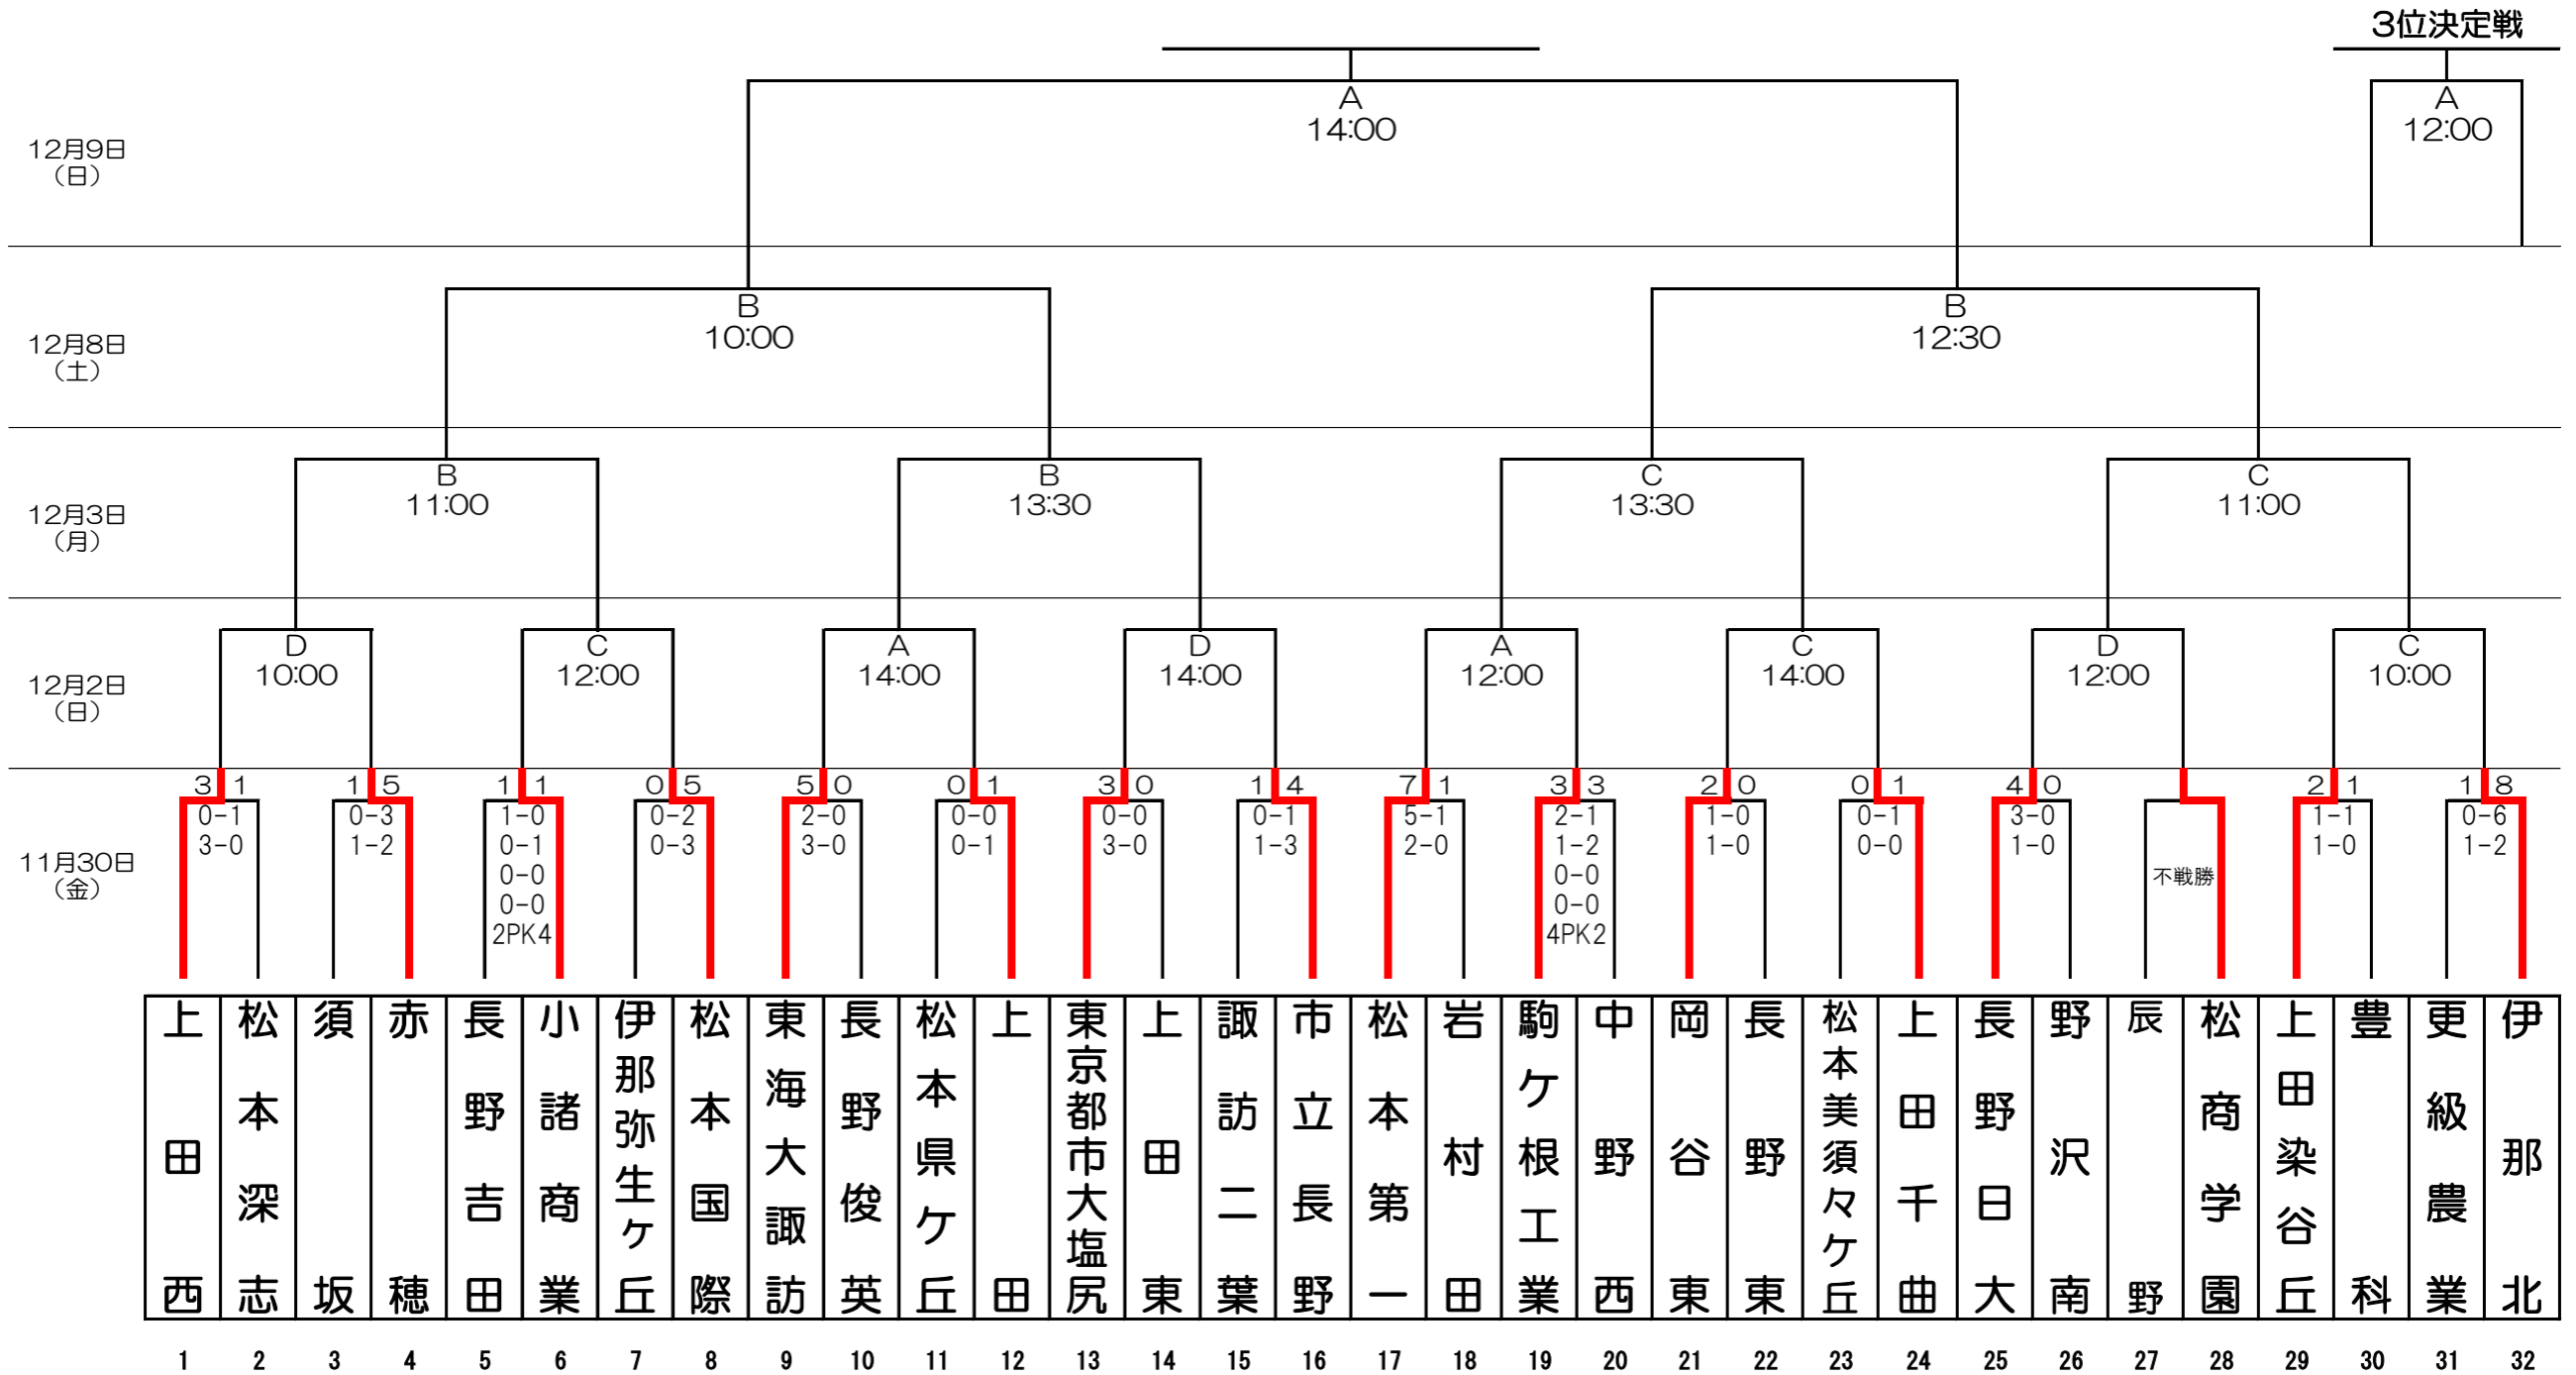 3位決定戦
A
14:00
A
12:00
12月9日
（日）
B
10:00
B
12:30
12月8日
（土）
B
11:00
B
13:30
C
13:30
C
11:00
12月3日
（月）
D
10:00
C
12:00
A
14:00
D
14:00
A
12:00
C
14:00
D
12:00
C
10:00
12月2日
（日）
11月30日
（金）
3 1
0-1
3-0
1 5
0-3
1-2
1 1
1-0
0-1
0-0
0-0
2PK4
0 5
0-2
0-3
5 0
2-0
3-0
0 1
0-0
0-1
3 0
0-0
3-0
1 4
0-1
1-3
7 1
5-1
2-0
3 3
2-1
1-2
0-0
0-0
4PK2
2 0
1-0
1-0
0 1
0-1
0-0
4 0
3-0
1-0
不戦勝
2 1
1-1
1-0
1 8
0-6
1-2
上田西
松本深志
須坂
赤穂
長野吉田
小諸商業
伊那弥生ヶ丘
松本国際
東海大諏訪
長野俊英
松本県ケ丘
上田
東京都市大塩尻
上田東
諏訪二葉
市立長野
松本第一
岩村田
駒ケ根工業
中野西
岡谷東
長野東
松本美須々ケ丘
上田千曲
長野日大
野沢南
辰野
松商学園
上田染谷丘
豊科
更級農業
伊那北
1 2 3 4 5 6 7 8 9 10 11 12 13 14 15 16 17 18 19 20 21 22 23 24 25 26 27 28 29 30 31 32